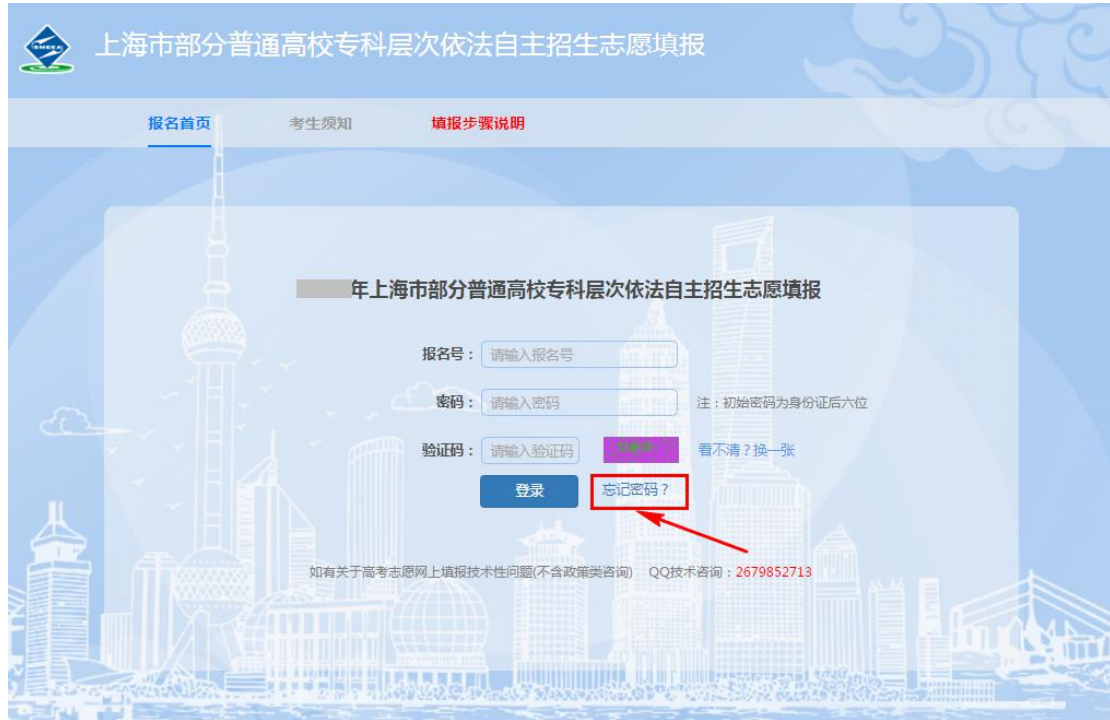 上海市部分普通高校专科层次依法自主招生志愿填报
报名首页 考生须知 填报步骤说明
年上海市部分普通高校专科层次依法自主招生志愿填报
报名号： 请输入报名号
密码： 请输入密码 注：初始密码为身份证后六位
验证码： 请输入验证码 看不清？换一张
登录 忘记密码？
如有关于高考志愿网上填报技术性问题(不含政策类咨询) QQ技术咨询：2679852713